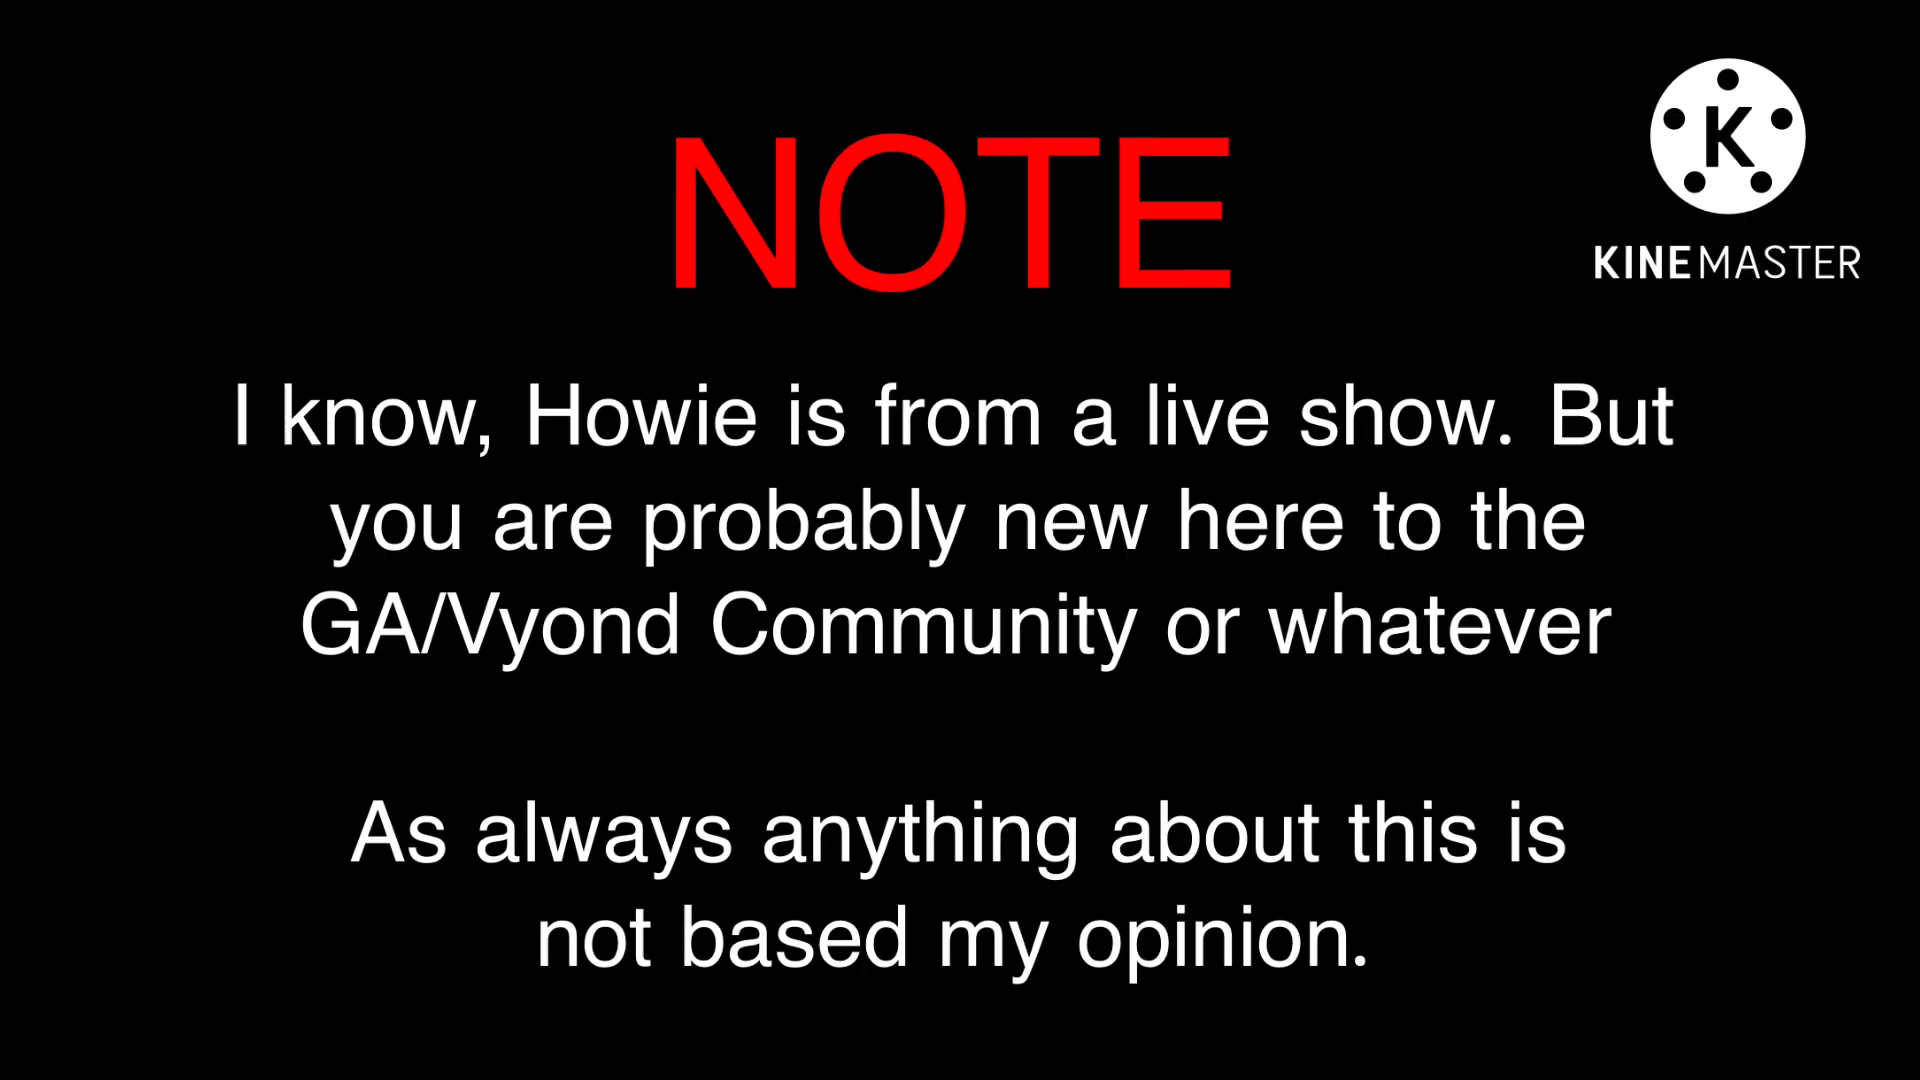 NOTE
K
KINEMASTER
I know, Howie is from a live show. But
you are probably new here to the
GA/Vyond Community or whatever
As always anything about this is
not based my opinion.